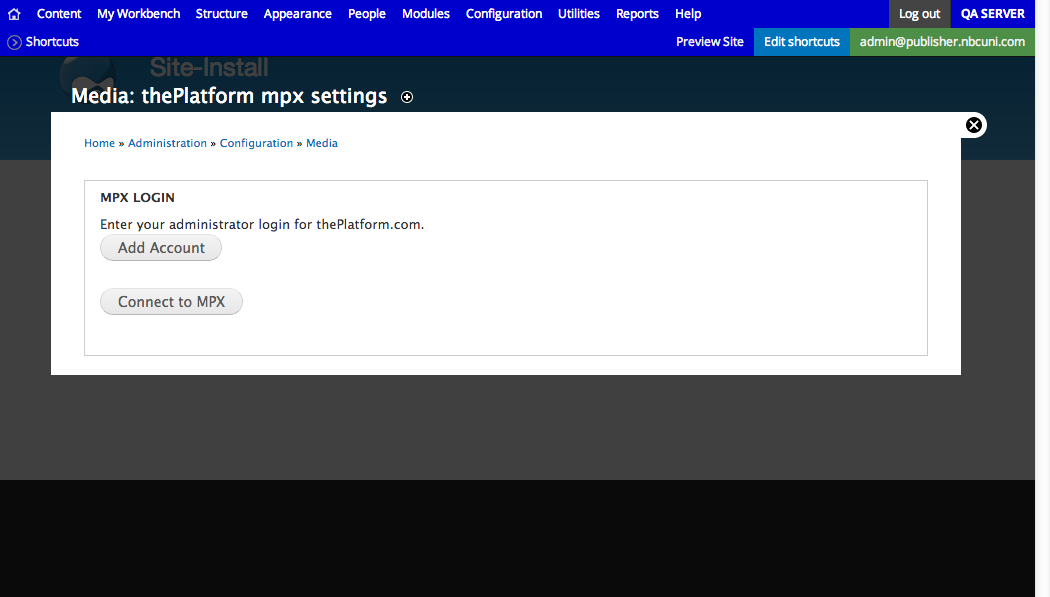 Content My Workbench Structure Appearance People Modules Configuration Utilities Reports Help Log out QA SERVER
Shortcuts Preview Site Edit shortcuts admin@publisher.nbcuni.com
Site-Install
Media: thePlatform mpx settings
Home » Administration » Configuration » Media
MPX LOGIN
Enter your administrator login for thePlatform.com.
Add Account
Connect to MPX